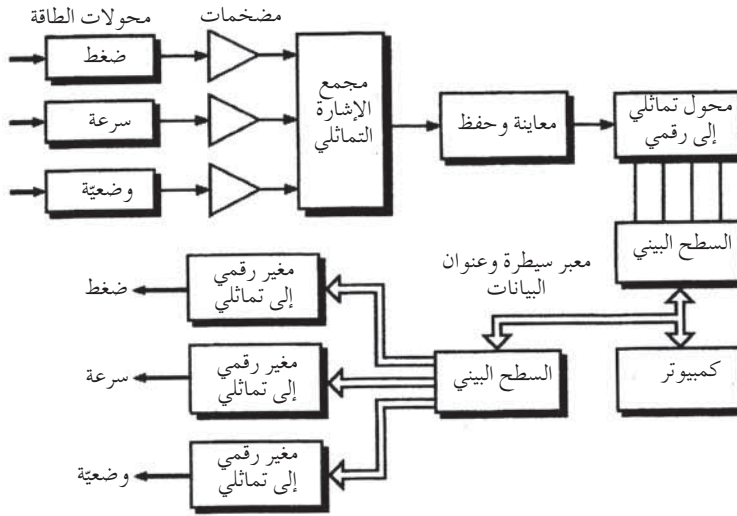 محولات الطاقة
مضخمات
ضغط
سرعة
وضعيّة
مجمع
الإشارة
التماثلي
معاينة وحفظ
محول تماثلي
إلى رقمي
السطح البيني
معبر سيطرة وعنوان
البيانات
كمبيوتر
السطح البيني
مغير رقمي
إلى تماثلي
ضغط
مغير رقمي
إلى تماثلي
سرعة
مغير رقمي
إلى تماثلي
وضعيّة